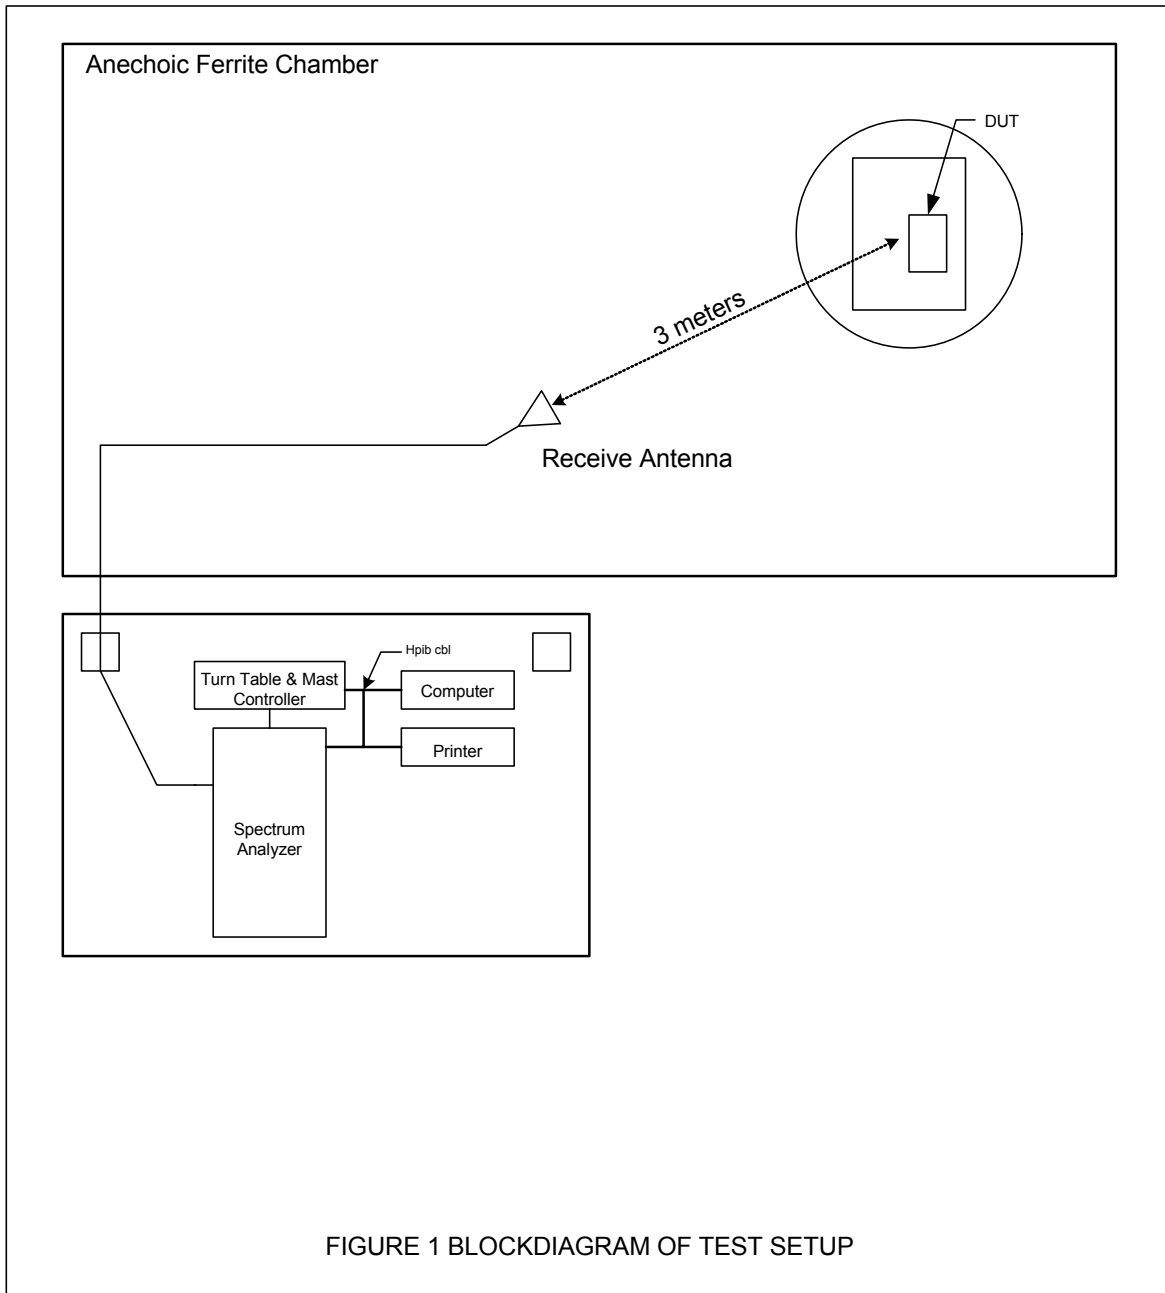 Anechoic Ferrite Chamber
DUT
3 meters
Receive Antenna
Hpib cbl
Turn Table & Mast
Controller
Computer
Printer
Spectrum
Analyzer
FIGURE 1 BLOCKDIAGRAM OF TEST SETUP